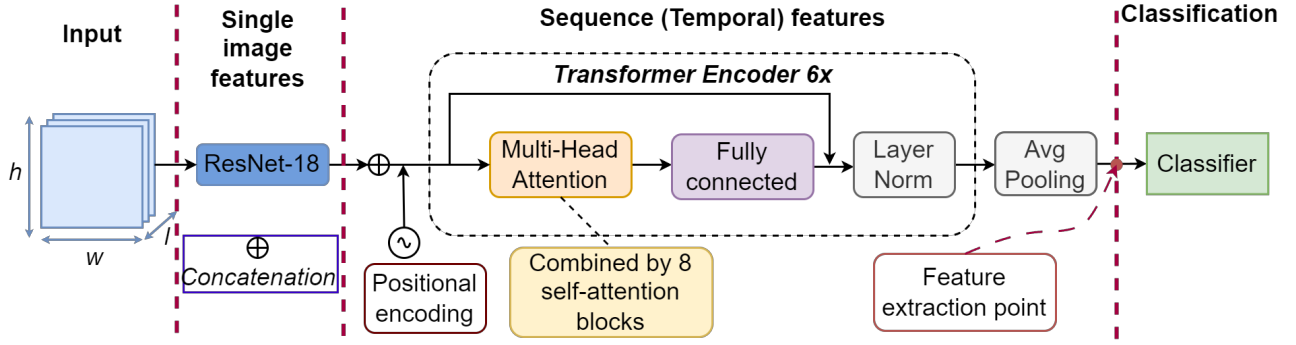 Input
Single
image
features
Sequence (Temporal) features
Classification
Transformer Encoder 6x
h
w
l
ResNet-18
Multi-Head
Attention
Fully
connected
Layer
Norm
Avg
Pooling
Classifier
Concatenation
Positional
encoding
Combined by 8
self-attention
blocks
Feature
extraction point